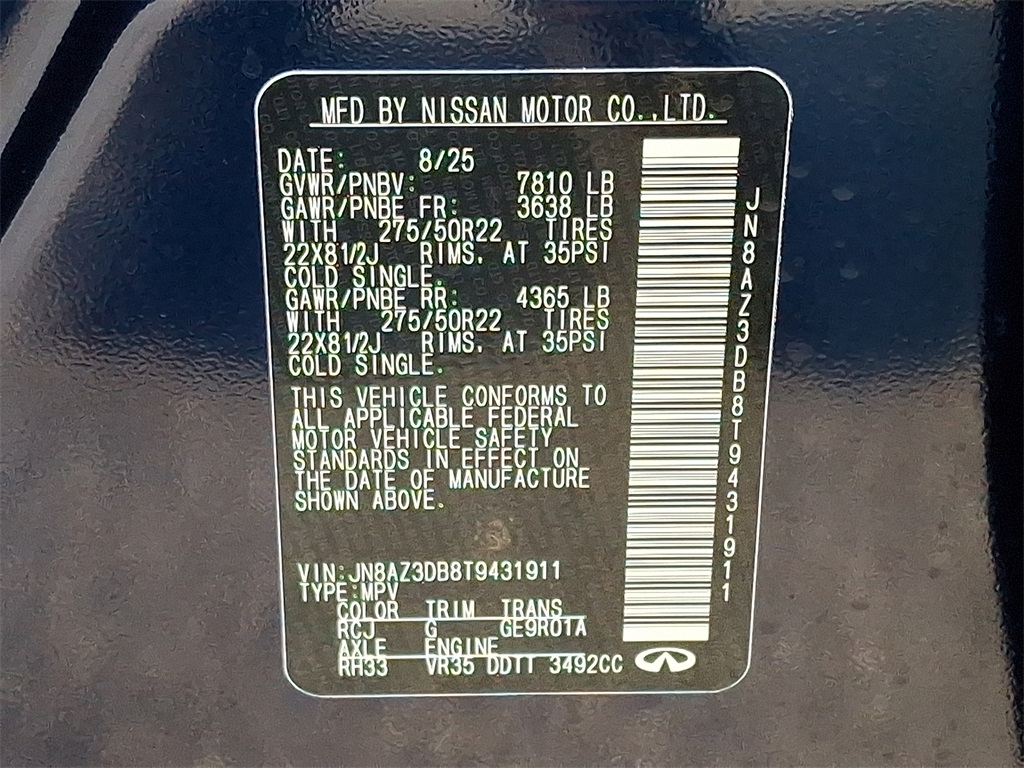 MFD BY NISSAN MOTOR CO.,LTD.
DATE: 8/25
GVWR/PNBV: 7810 LB
GAWR/PNBE FR: 3638 LB
WITH 275/50R22 TIRES
22X81/2J RIMS. AT 35PSI
COLD SINGLE.
GAWR/PNBE RR: 4365 LB
WITH 275/50R22 TIRES
22X81/2J RIMS. AT 35PSI
COLD SINGLE.
THIS VEHICLE CONFORMS TO
ALL APPLICABLE FEDERAL
MOTOR VEHICLE SAFETY
STANDARDS IN EFFECT ON
THE DATE OF MANUFACTURE
SHOWN ABOVE.
VIN:JN8AZ3DB8T9431911
TYPE:MPV
COLOR TRIM TRANS
RCJ G GE9R01A
AXLE ENGINE
RH33 VR35 DDTT 3492CC
JN8AZ3DB8T9431911